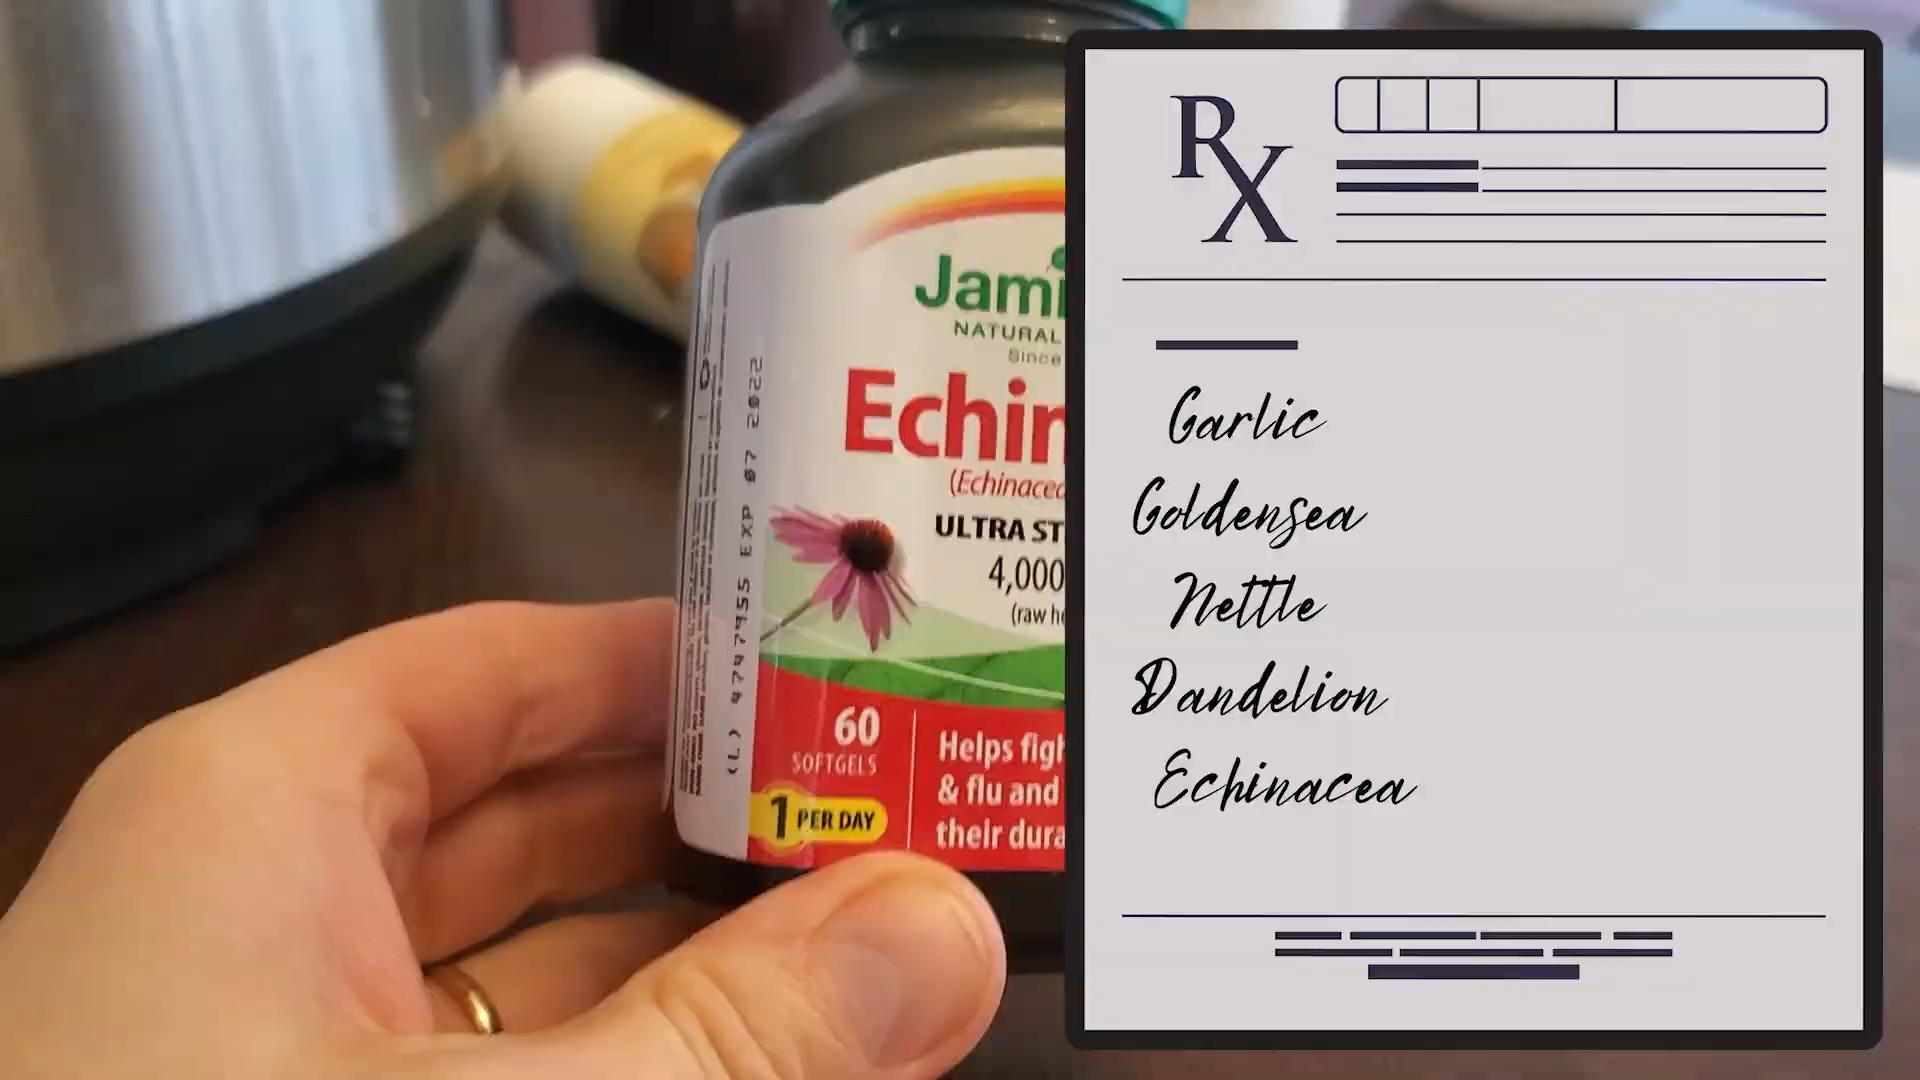 Jami
NATURAL
Since
Echin
(Echinacea
ULTRA ST
4,000
(raw he
60
SOFTGELS
1 PER DAY
Helps figh
& flu and
their dura
(L) 4747955 EXP 07 2022
RX
Garlic
Goldensea
Nettle
Dandelion
Echinacea